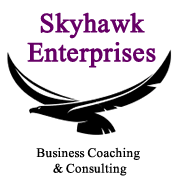 Skyhawk
Enterprises
Business Coaching
& Consulting